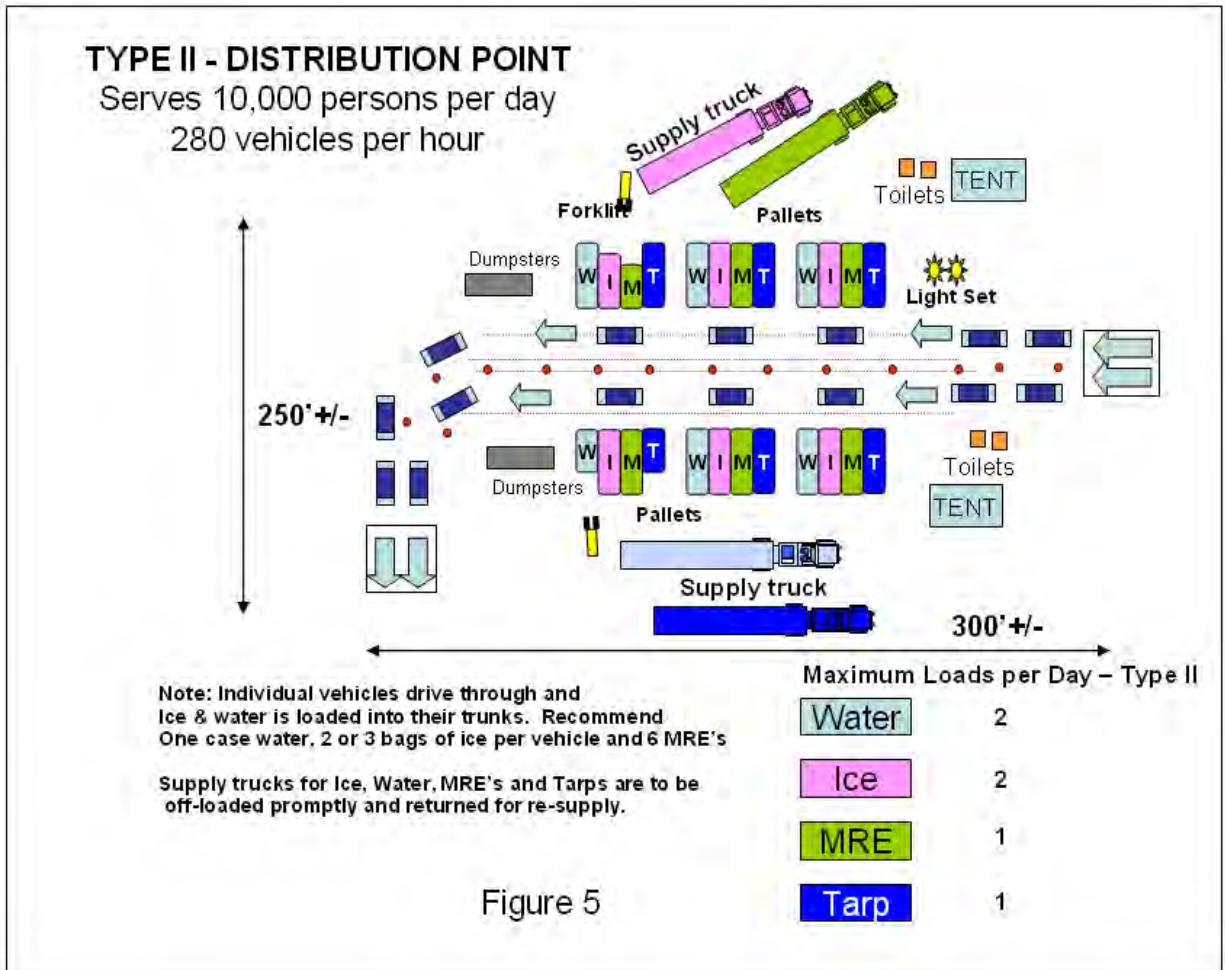 TYPE II - DISTRIBUTION POINT
Serves 10,000 persons per day
280 vehicles per hour
Supply truck
Toilets
TENT
Forklift
Pallets
Dumpsters
W I M T
W I M T
W I M T
Light Set
250'+/-
W I M T
W I M T
W I M T
Dumpsters
Toilets
TENT
Pallets
Supply truck
300'+/-
Note: Individual vehicles drive through and
Ice & water is loaded into their trunks. Recommend
One case water, 2 or 3 bags of ice per vehicle and 6 MRE's
Supply trucks for Ice, Water, MRE's and Tarps are to be
off-loaded promptly and returned for re-supply.
Maximum Loads per Day – Type II
Water 2
Ice 2
MRE 1
Tarp 1
Figure 5